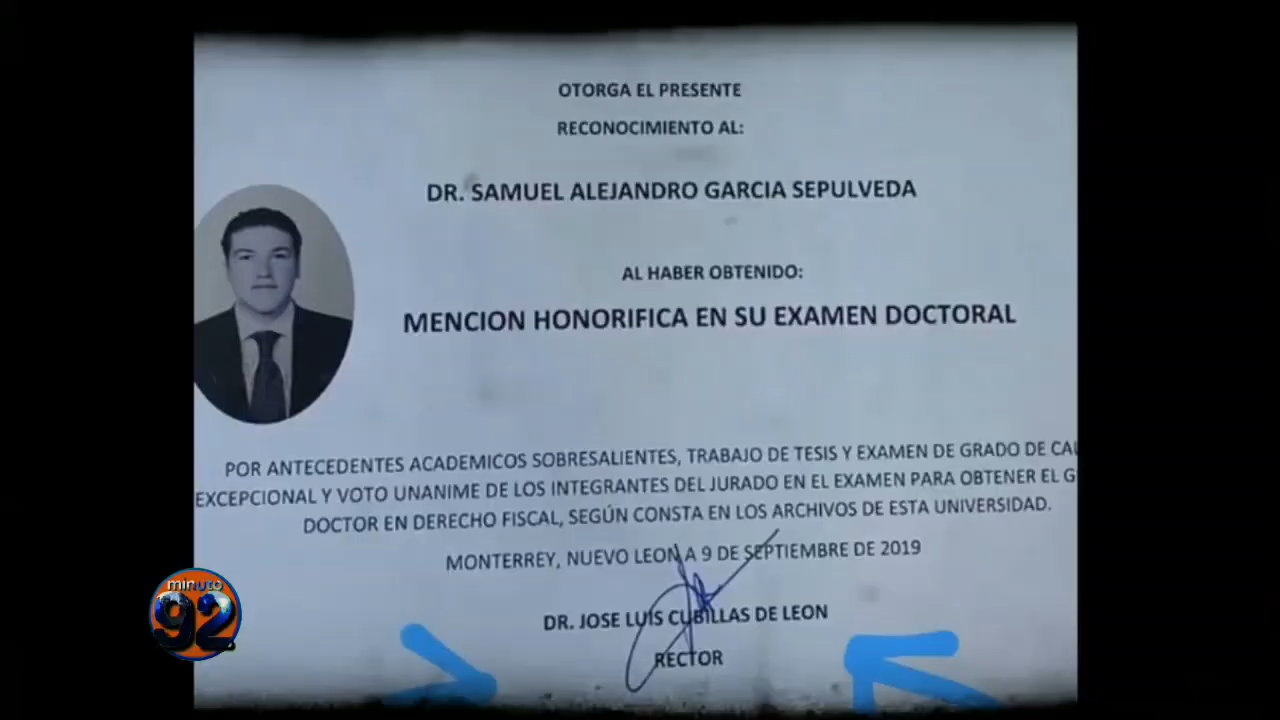 OTORGA EL PRESENTE
RECONOCIMIENTO AL:
DR. SAMUEL ALEJANDRO GARCIA SEPULVEDA
AL HABER OBTENIDO:
MENCION HONORIFICA EN SU EXAMEN DOCTORAL
POR ANTECEDENTES ACADEMICOS SOBRESALIENTES, TRABAJO DE TESIS Y EXAMEN DE GRADO DE CAL
EXCEPCIONAL Y VOTO UNANIME DE LOS INTEGRANTES DEL JURADO EN EL EXAMEN PARA OBTENER EL G
DOCTOR EN DERECHO FISCAL, SEGÚN CONSTA EN LOS ARCHIVOS DE ESTA UNIVERSIDAD.
MONTERREY, NUEVO LEON A 9 DE SEPTIEMBRE DE 2019
DR. JOSE LUIS CUBILLAS DE LEON
RECTOR
minuto
92